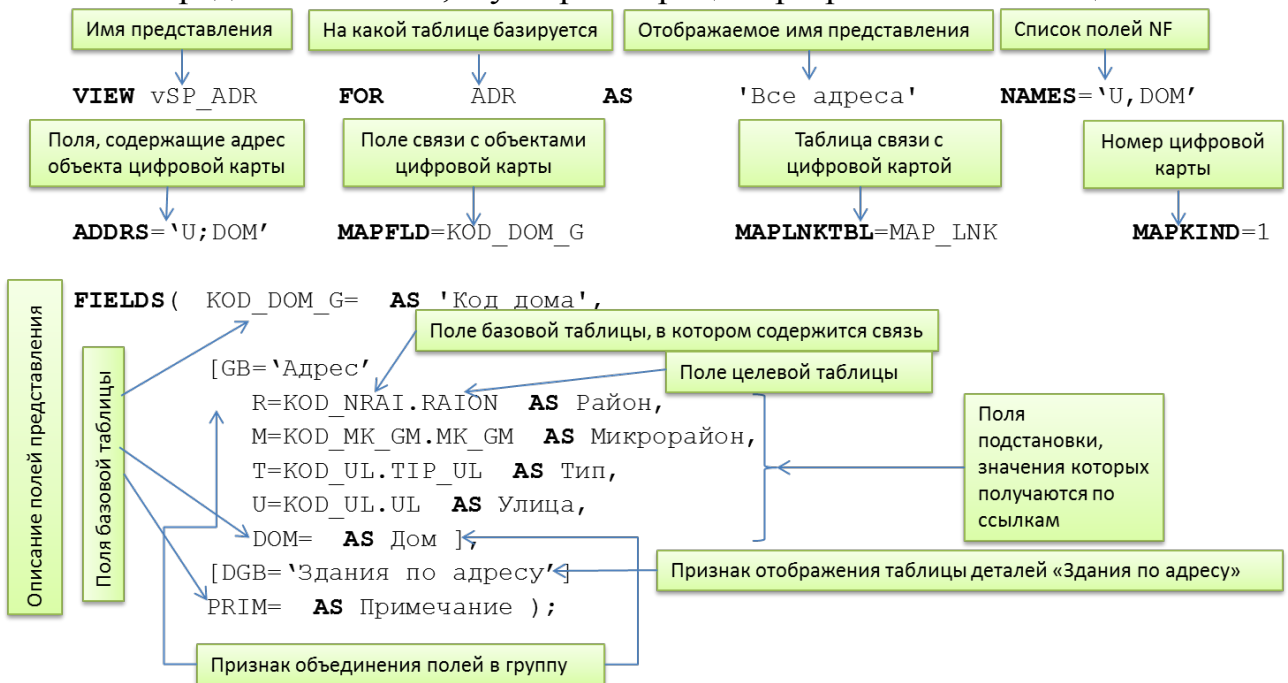 Имя представления
На какой таблице базируется
Отображаемое имя представления
Список полей NF
VIEW vSP_ADR FOR ADR AS 'Все адреса' NAMES=‘U,DOM’
Поля, содержащие адрес
объекта цифровой карты
Поле связи с объектами
цифровой карты
Таблица связи с
цифровой картой
Номер цифровой
карты
ADDRS=‘U;DOM’ MAPFLD=KOD_DOM_G MAPLNKTBL=MAP_LNK MAPKIND=1
Описание полей представления
Поля базовой таблицы
FIELDS( KOD_DOM_G= AS 'Код дома',
Поле базовой таблицы, в котором содержится связь
[GB=‘Адрес’
Поле целевой таблицы
R=KOD_NRAI.RAION AS Район,
M=KOD_MK_GM.MK_GM AS Микрорайон,
T=KOD_UL.TIP_UL AS Тип,
U=KOD_UL.UL AS Улица,
DOM= AS Дом ],
Поля
подстановки,
значения которых
получаются по
ссылкам
[DGB=‘Здания по адресу’]
Признак отображения таблицы деталей «Здания по адресу»
PRIM= AS Примечание );
Признак объединения полей в группу